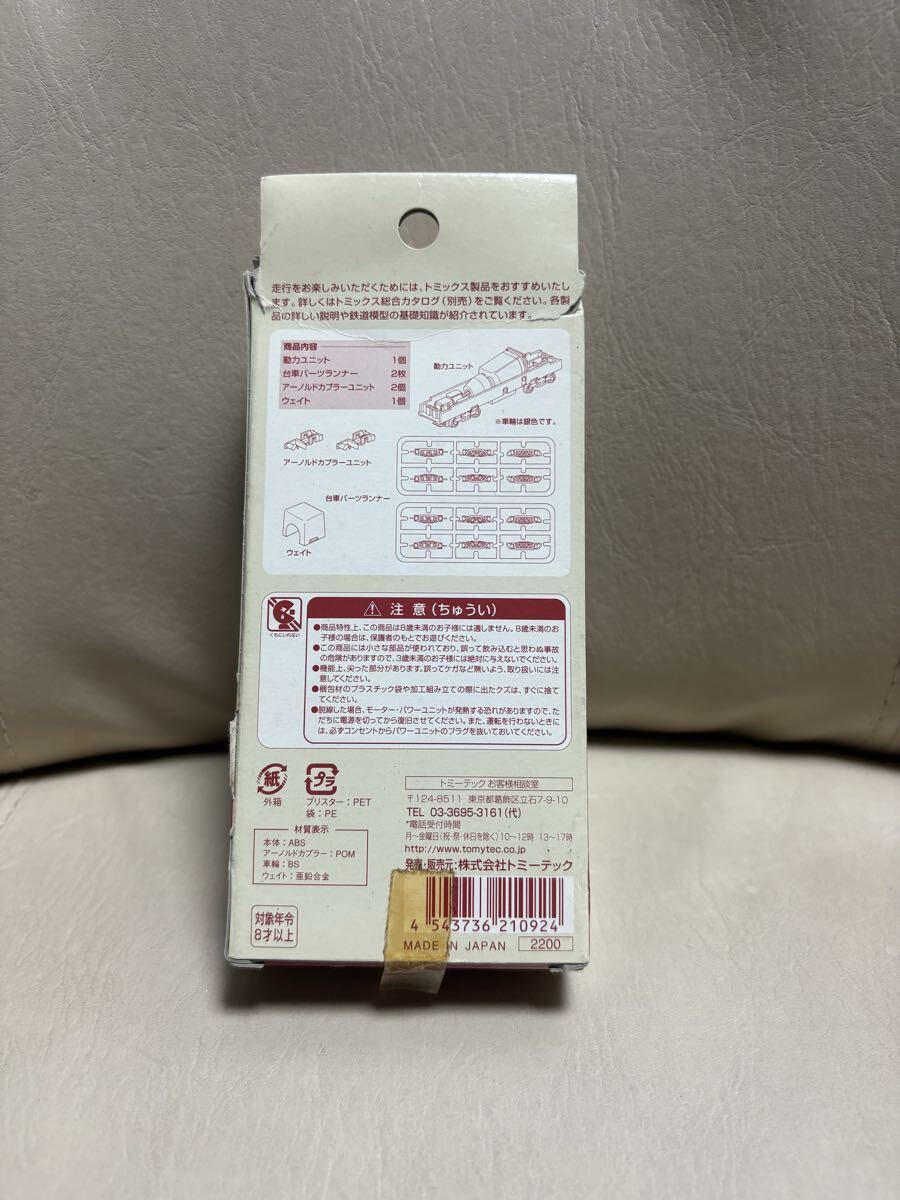 走行をお楽しみいただくためには、トミックス製品をおすすめいたし
ます。詳しくはトミックス総合カタログ(別売)をご覧ください。各製
品の詳しい説明や鉄道模型の基礎知識が紹介されています。
商品内容
動力ユニット 1個
台車パーツランナー 2枚
アーノルドカプラーユニット 2個
ウェイト 1個
動力ユニット
※車輪は銀色です。
アーノルドカプラーユニット
台車パーツランナー
ウェイト
くちにいれない
⚠ 注意(ちゅうい)
●商品特性上、この商品は8歳未満のお子様には適しません。8歳未満のお
子様の場合は、保護者のもとでお遊びください。
●この商品には小さな部品が使われており、誤って飲み込むと思わぬ事故
の危険がありますので、3歳未満のお子様には絶対に与えないでください。
●機能上、尖った部分があります。誤ってケガなど無いよう、取り扱いには注
意してください。
●梱包材のプラスチック袋や加工組み立ての際に出たクズは、すぐに捨て
てください。
●脱線した場合、モーター・パワーユニットが発熱する恐れがありますので、た
だちに電源を切ってから復旧させてください。また、運転を行わないときに
は、必ずコンセントからパワーユニットのプラグを抜いておいてください。
紙
外箱
プラ
ブリスター:PET
袋:PE
材質表示
本体:ABS
アーノルドカプラー:POM
車輪:BS
ウェイト:亜鉛合金
対象年令
8才以上
トミーテック お客様相談室
〒124-8511 東京都葛飾区立石7-9-10
TEL 03-3695-3161(代)
*電話受付時間
月〜金曜日(祝・祭・休日を除く)10〜12時 13〜17時
http://www.tomytec.co.jp
発売・販売元:株式会社トミーテック
4 543736 210924
MADE IN JAPAN 2200